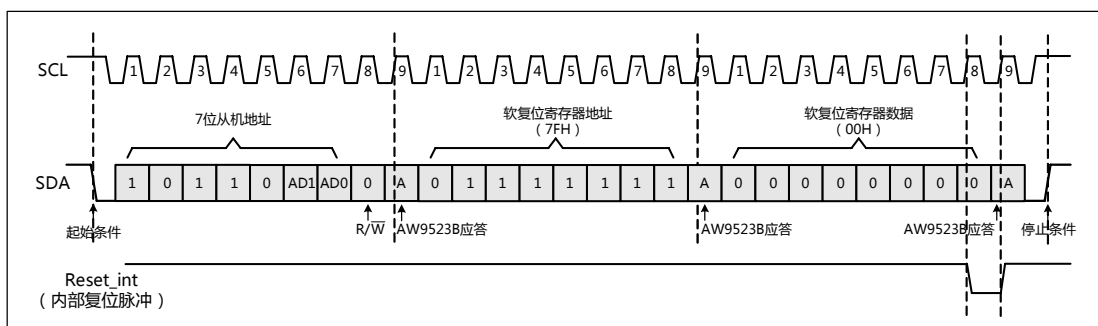 SCL 1 2 3 4 5 6 7 8 9 1 2 3 4 5 6 7 8 9 1 2 3 4 5 6 7 8 9
7位从机地址 软复位寄存器地址 软复位寄存器数据
（7FH） （00H）
SDA 1 0 1 1 0 AD1 AD0 0 A 0 1 1 1 1 1 1 1 A 0 0 0 0 0 0 0 0 A
起始条件 R/W̅ AW9523B应答 AW9523B应答 AW9523B应答 停止条件
Reset_int
（内部复位脉冲）